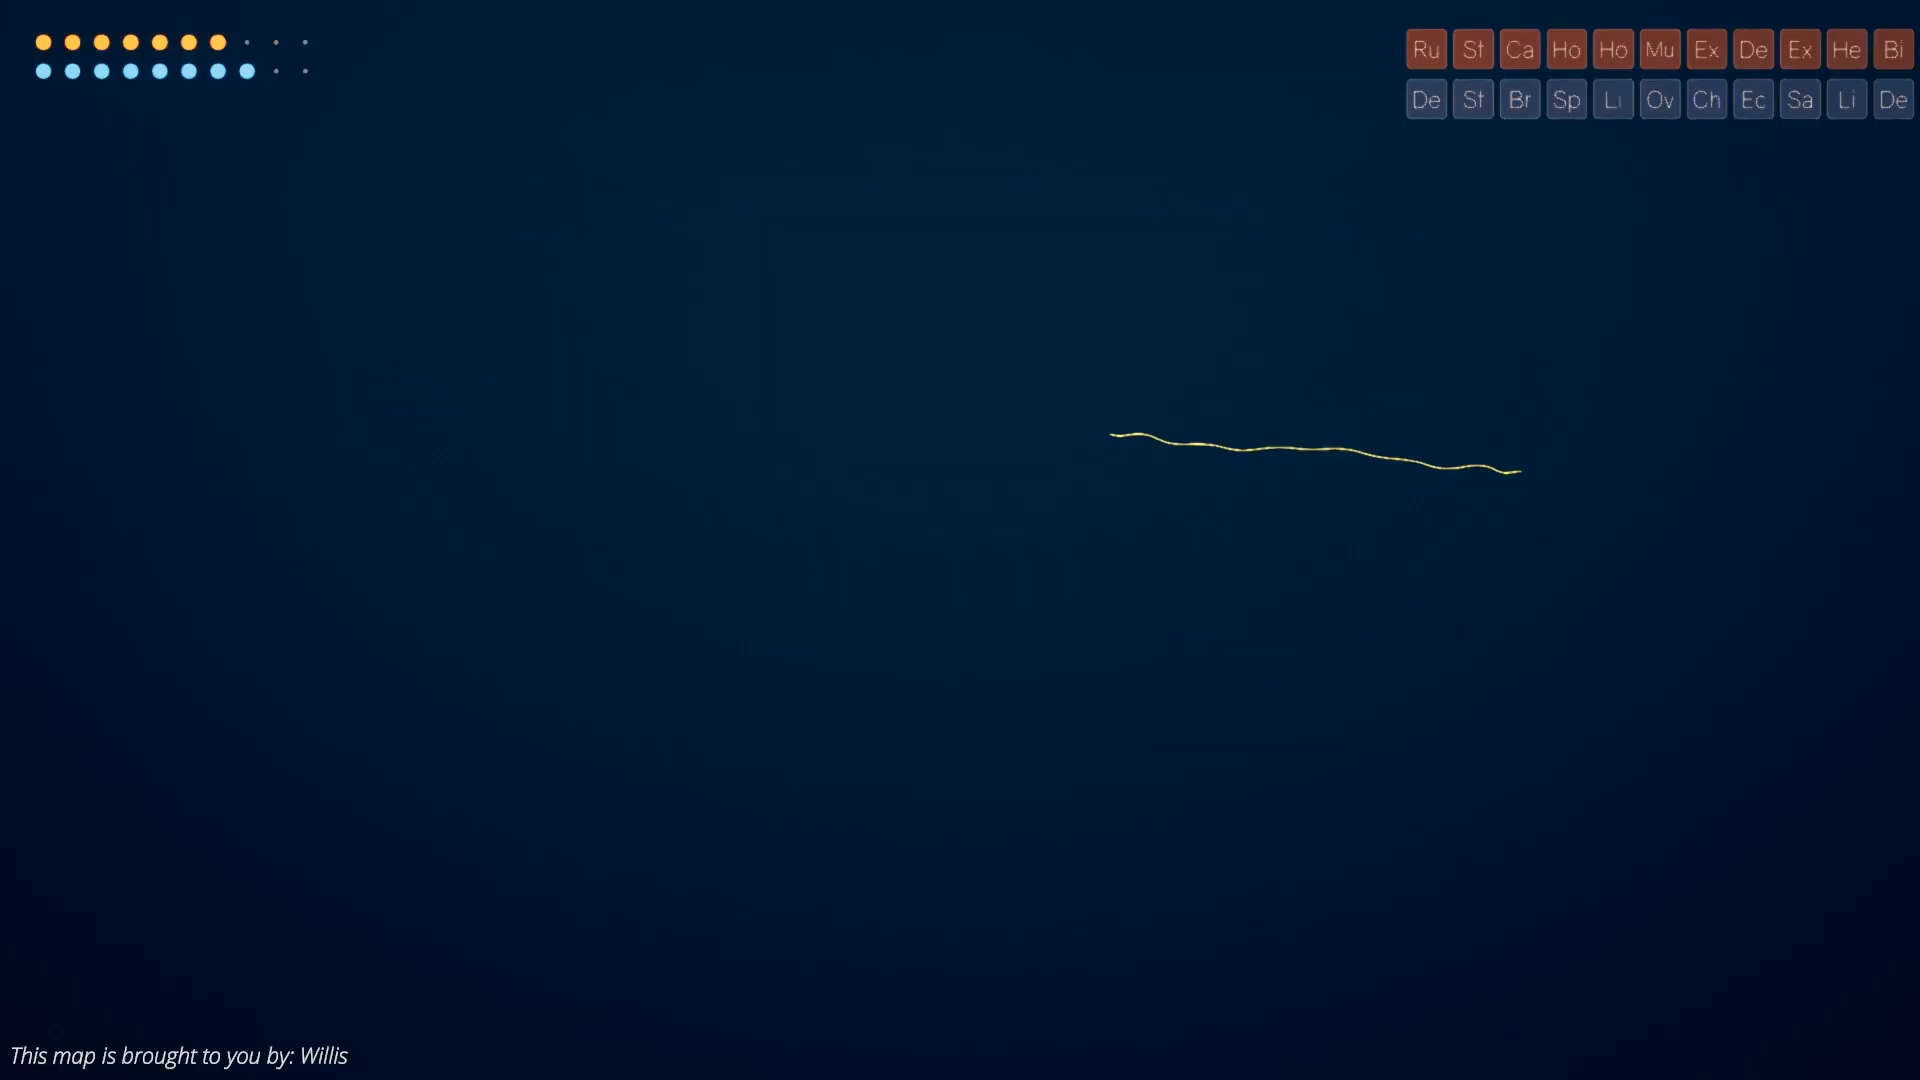 Ru St Ca Ho Ho Mu Ex De Ex He Bi
De St Br Sp Li Ov Ch Ec Sa Li De
This map is brought to you by: Willis